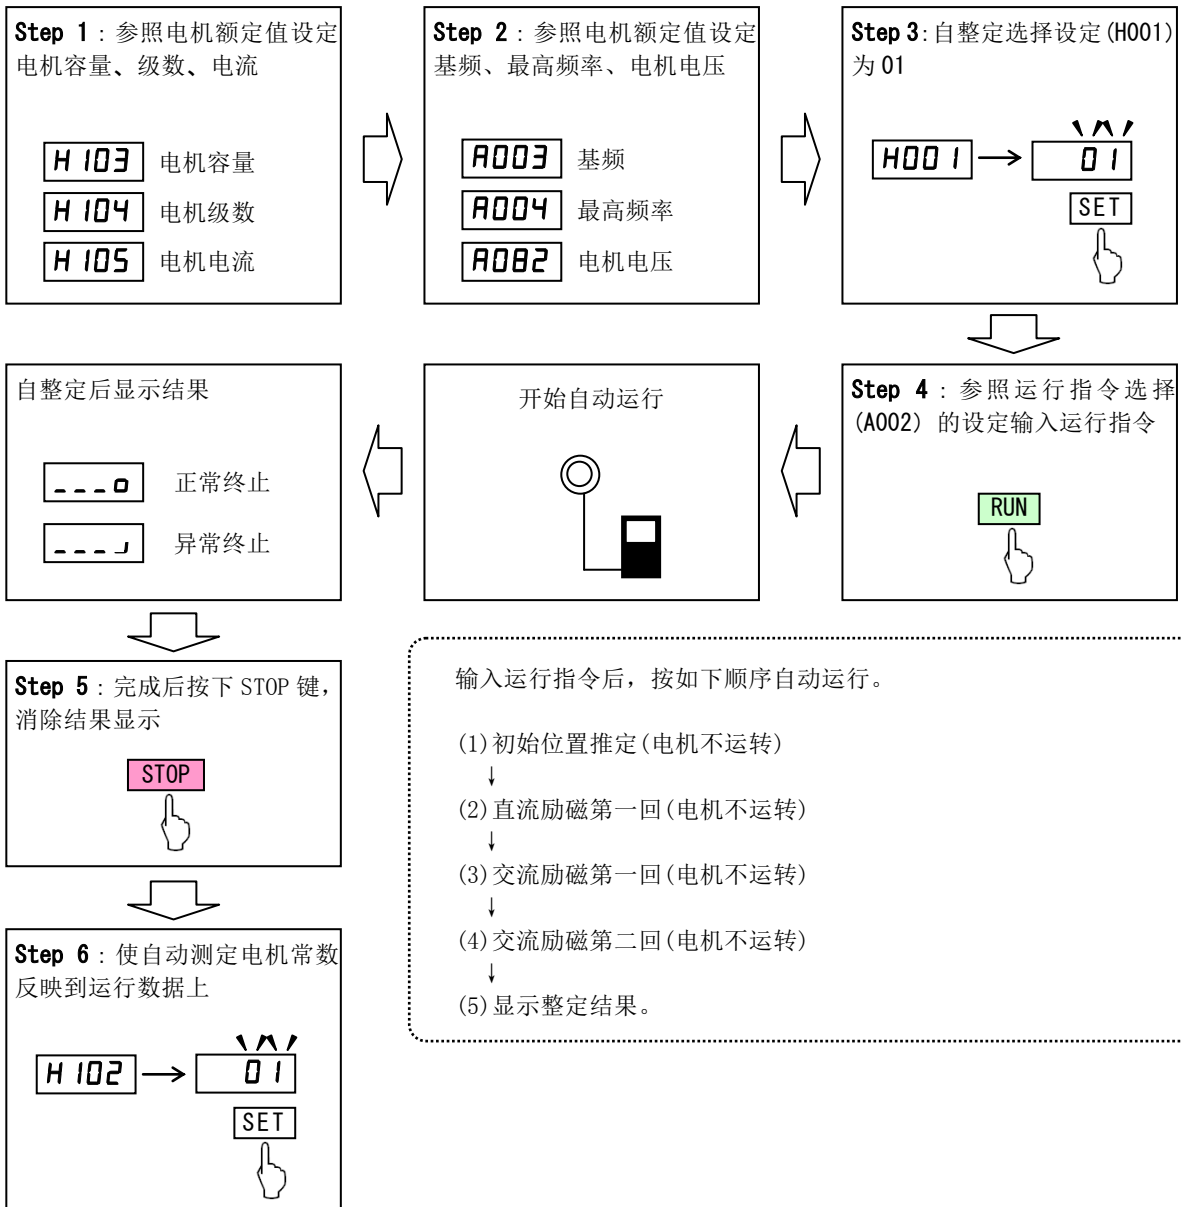 Step 1：参照电机额定值设定
电机容量、级数、电流
H103 电机容量
H104 电机级数
H105 电机电流
Step 2：参照电机额定值设定
基频、最高频率、电机电压
A003 基频
A004 最高频率
A082 电机电压
Step 3：自整定选择设定(H001)
为 01
H001 → 01
SET
Step 4：参照运行指令选择
(A002) 的设定输入运行指令
RUN
开始自动运行
自整定后显示结果
___o 正常终止
异常终止
Step 5：完成后按下 STOP 键，
消除结果显示
STOP
Step 6：使自动测定电机常数
反映到运行数据上
H102 → 01
SET
输入运行指令后，按如下顺序自动运行。
(1)初始位置推定(电机不运转)
↓
(2)直流励磁第一回(电机不运转)
↓
(3)交流励磁第一回(电机不运转)
↓
(4)交流励磁第二回(电机不运转)
↓
(5)显示整定结果。